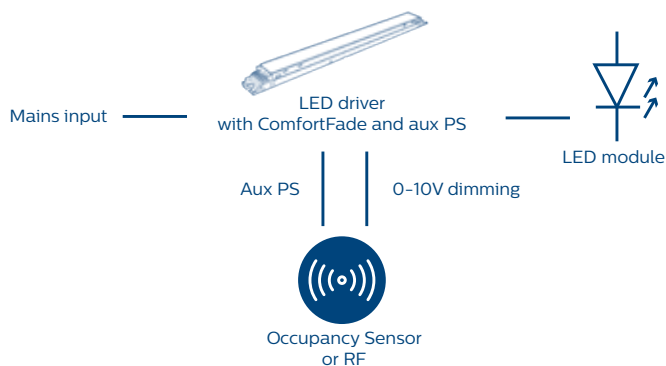 LED driver
with ComfortFade and aux PS
Mains input
LED module
Aux PS
0-10V dimming
Occupancy Sensor
or RF